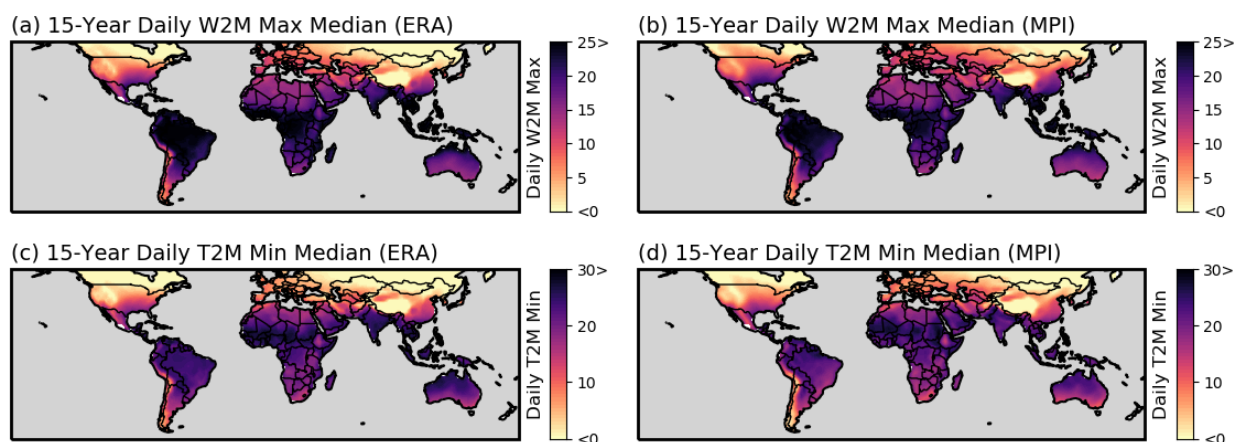 (a) 15-Year Daily W2M Max Median (ERA)
25>
20
15
10
5
<0
Daily W2M Max
(b) 15-Year Daily W2M Max Median (MPI)
25>
20
15
10
5
<0
Daily W2M Max
(c) 15-Year Daily T2M Min Median (ERA)
30>
20
10
<0
Daily T2M Min
(d) 15-Year Daily T2M Min Median (MPI)
30>
20
10
<0
Daily T2M Min